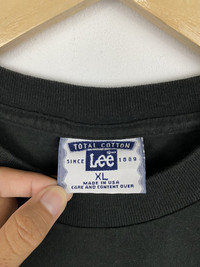 TOTAL COTTON
SINCE Lee 1889
XL
MADE IN USA
CARE AND CONTENT OVER